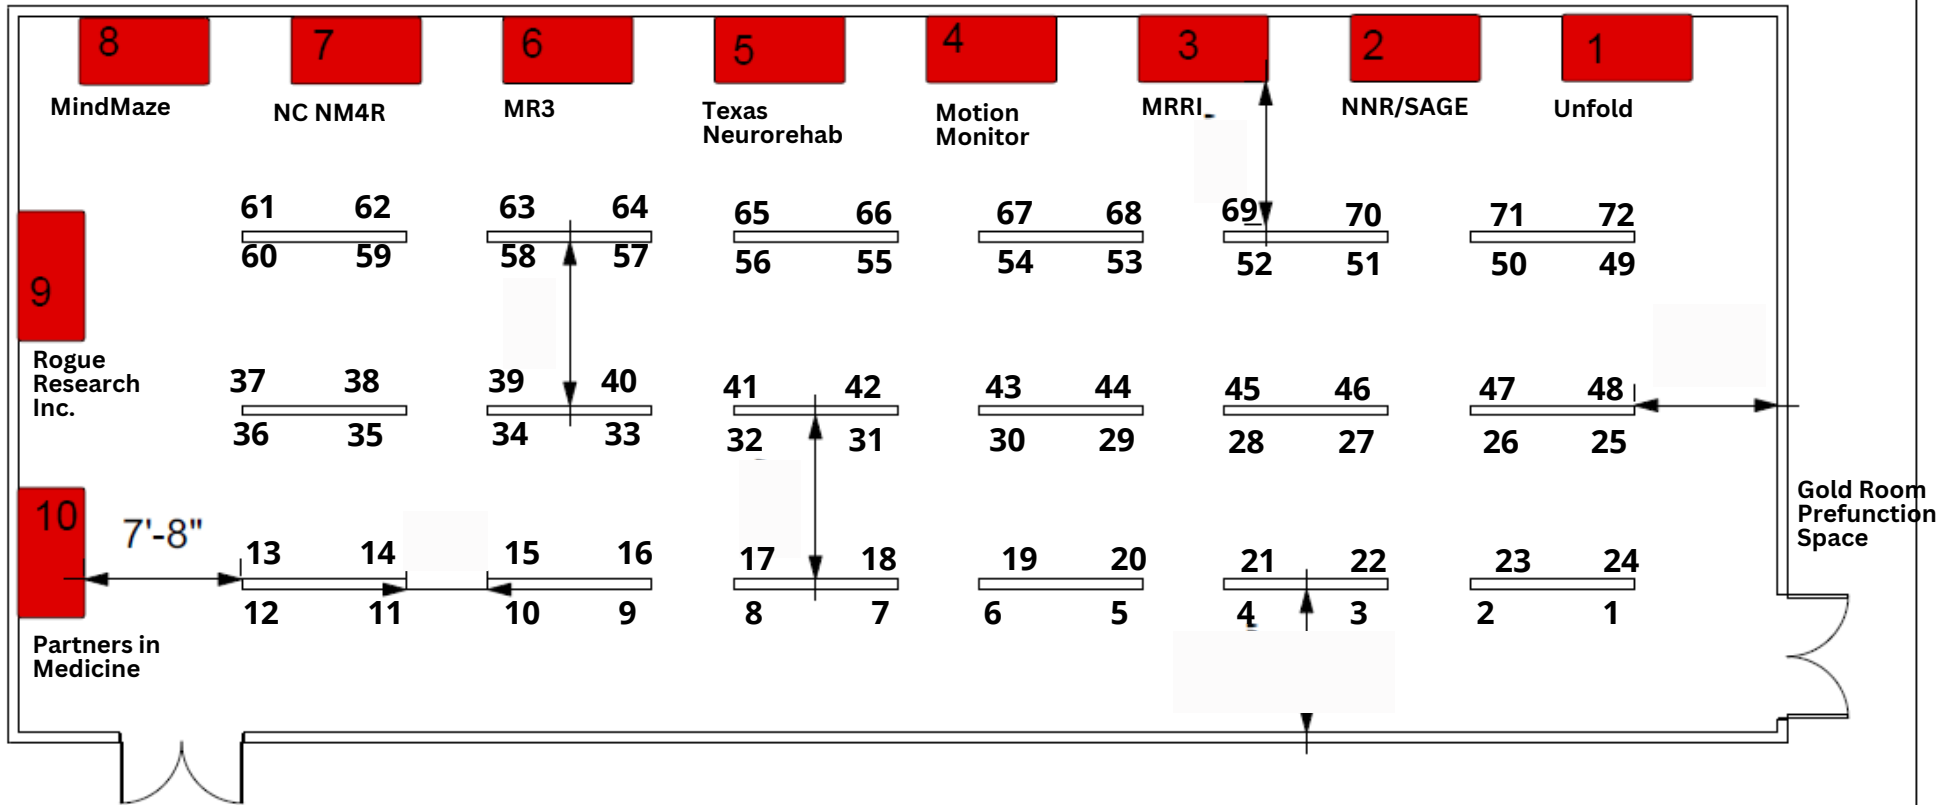 8
7
6
5
4
3
2
1
MindMaze
NC NM4R
MR3
Texas
Neurorehab
Motion
Monitor
MRRI
NNR/SAGE
Unfold
61 62 63 64 65 66 67 68 69 70 71 72
60 59 58 57 56 55 54 53 52 51 50 49
9
Rogue
Research
Inc.
37 38 39 40 41 42 43 44 45 46 47 48
36 35 34 33 32 31 30 29 28 27 26 25
10
7'-8"
Gold Room
Prefunction
Space
13 14 15 16 17 18 19 20 21 22 23 24
12 11 10 9 8 7 6 5 4 3 2 1
Partners in
Medicine